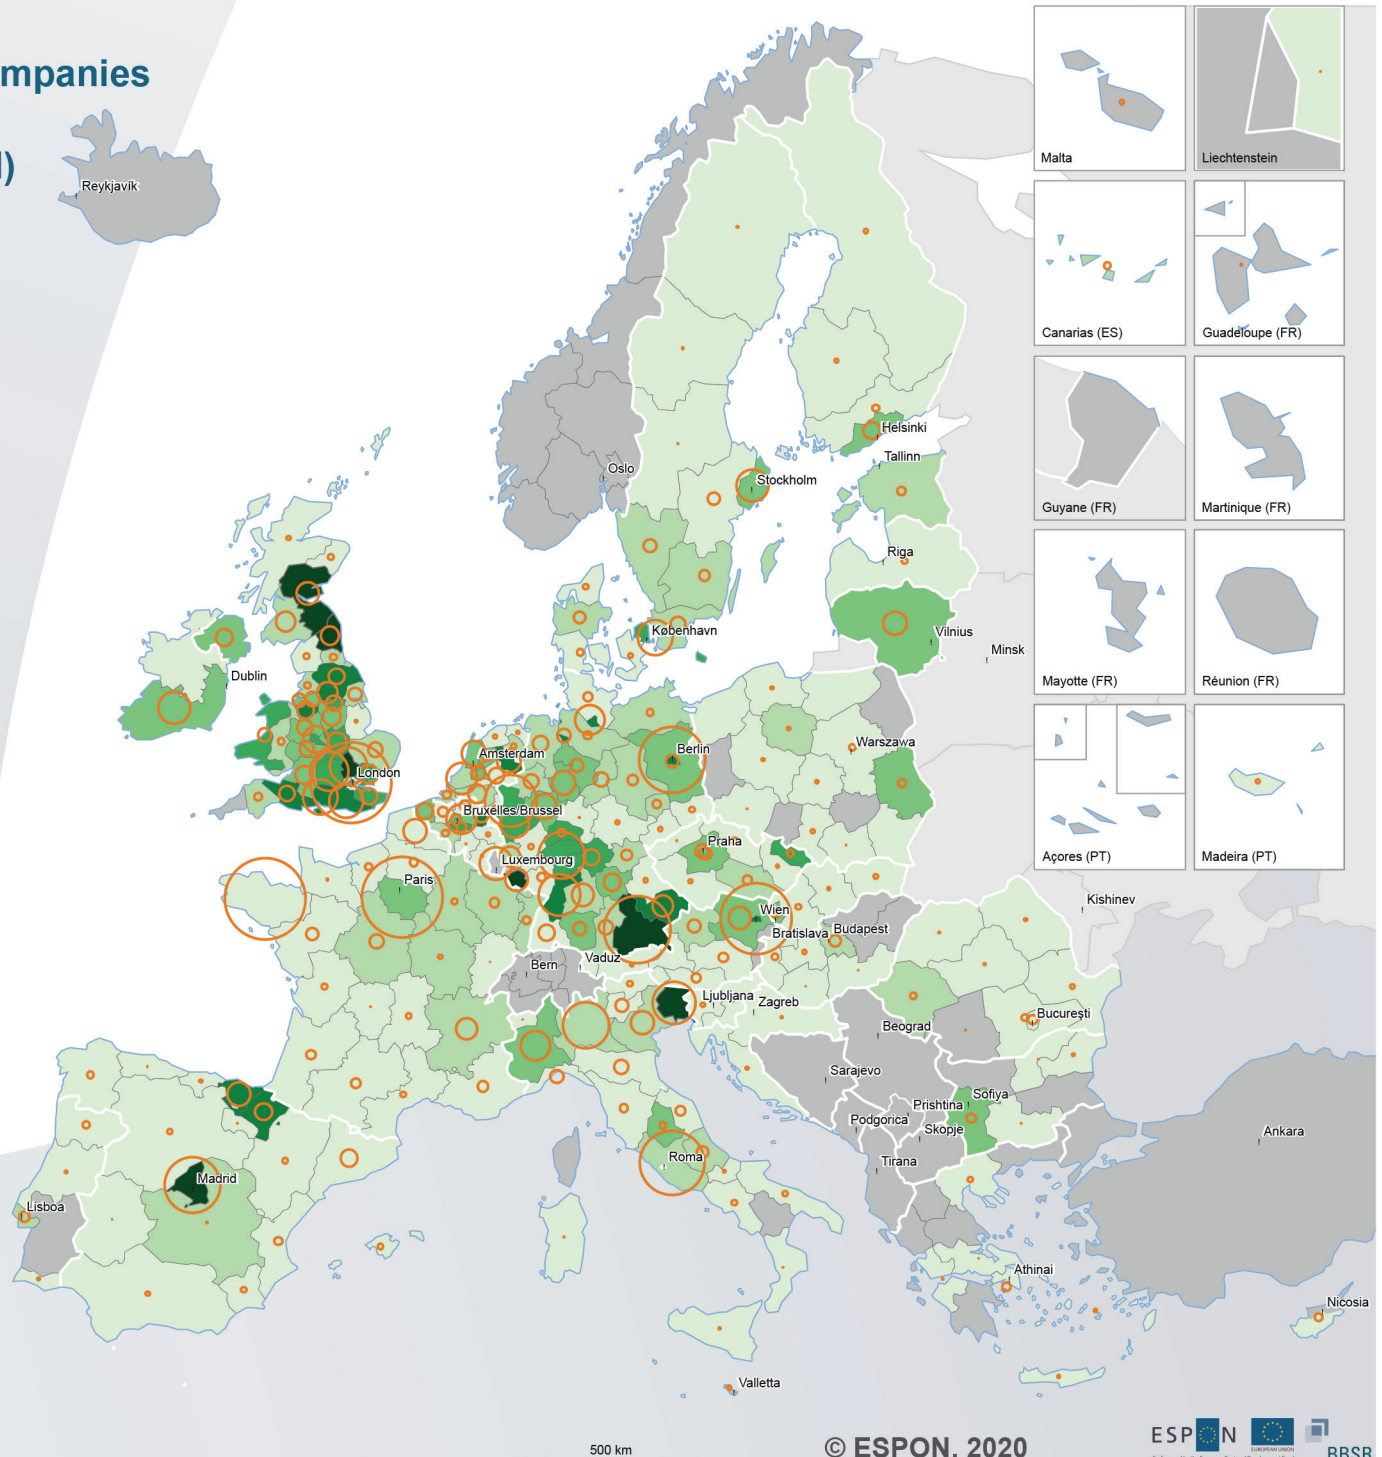 mpanies
l)
Reykjavík
Oslo
Helsinki
Tallinn
Stockholm
Riga
København
Vilnius
Minsk
Dublin
Amsterdam
Berlin
Warszawa
London
Bruxelles/Brussel
Praha
Luxembourg
Paris
Kishinev
Wien
Bratislava
Budapest
Bern
Vaduz
Ljubljana
Zagreb
Bucureşti
Beograd
Sarajevo
Sofiya
Prishtina
Podgorica
Skopje
Roma
Tirana
Ankara
Madrid
Lisboa
Athinai
Nicosia
Valletta
Malta
Liechtenstein
Canarias (ES)
Guadeloupe (FR)
Guyane (FR)
Martinique (FR)
Mayotte (FR)
Réunion (FR)
Açores (PT)
Madeira (PT)
500 km
© ESPON, 2020
ESPON
EUROPEAN UNION
BBSR